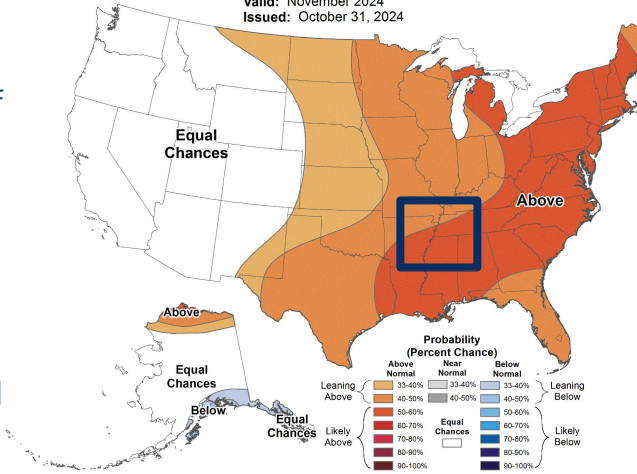 Valid: November 2024
Issued: October 31, 2024
Equal
Chances
Above
Above
Equal
Chances
Below
Equal
Chances
Probability
(Percent Chance)
Above
Normal
Near
Normal
Below
Normal
Leaning
Above
33-40%
33-40%
33-40%
Leaning
Below
40-50%
40-50%
40-50%
Likely
Above
50-60%
60-70%
70-80%
80-90%
90-100%
Equal
Chances
50-60%
60-70%
70-80%
80-90%
90-100%
Likely
Below